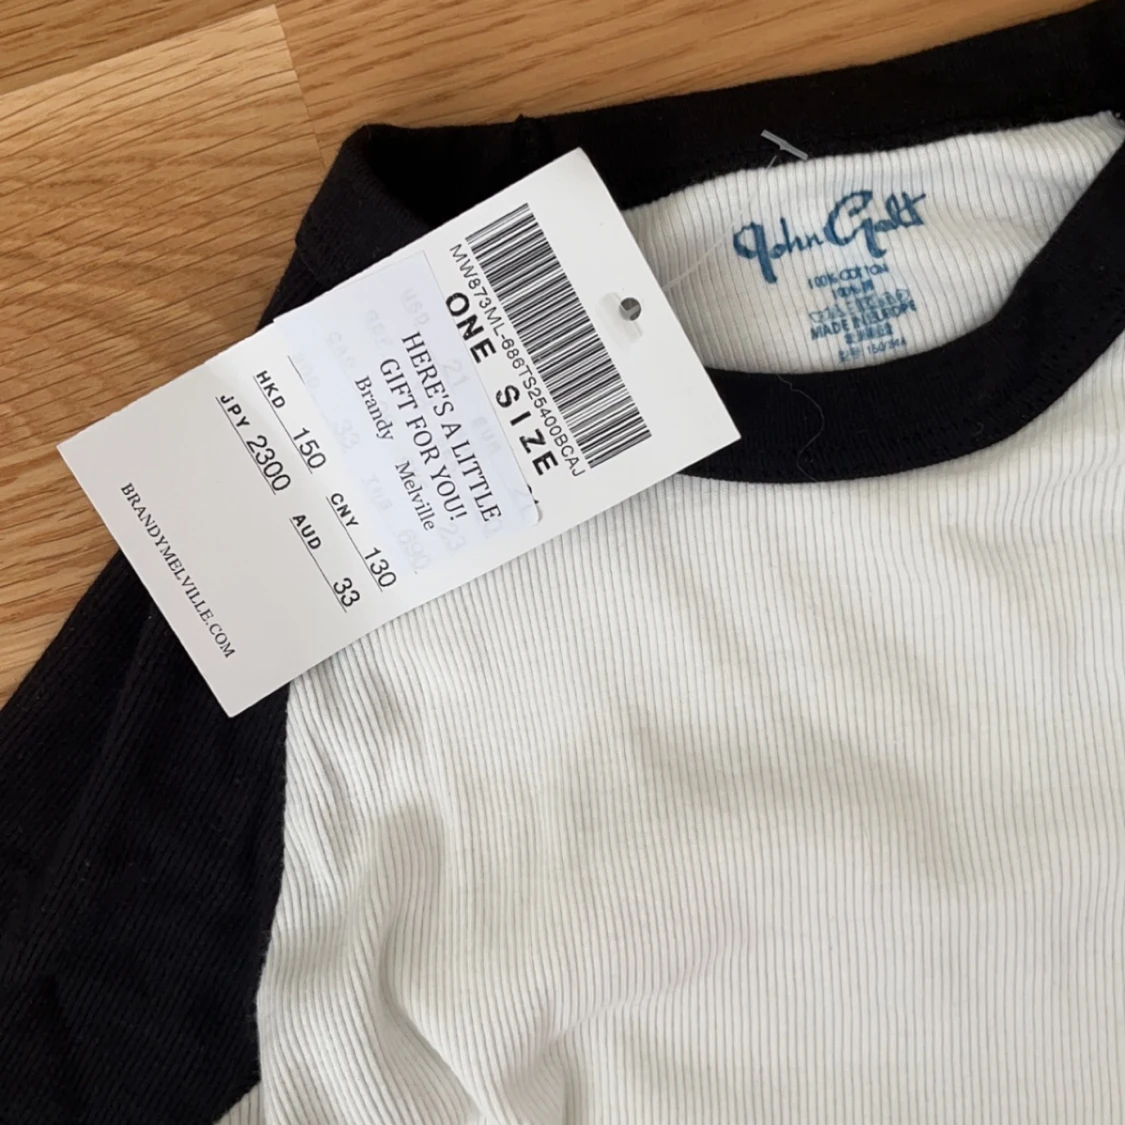 MW873ML-686TS25400BCAJ
ONE SIZE
HERE'S A LITTLE
GIFT FOR YOU!
Brandy Melville
HKD 150 CNY 130
JPY 2300 AUD 33
BRANDYMELVILLE.COM
John Galt
100% COTTON
MADE IN EUROPE